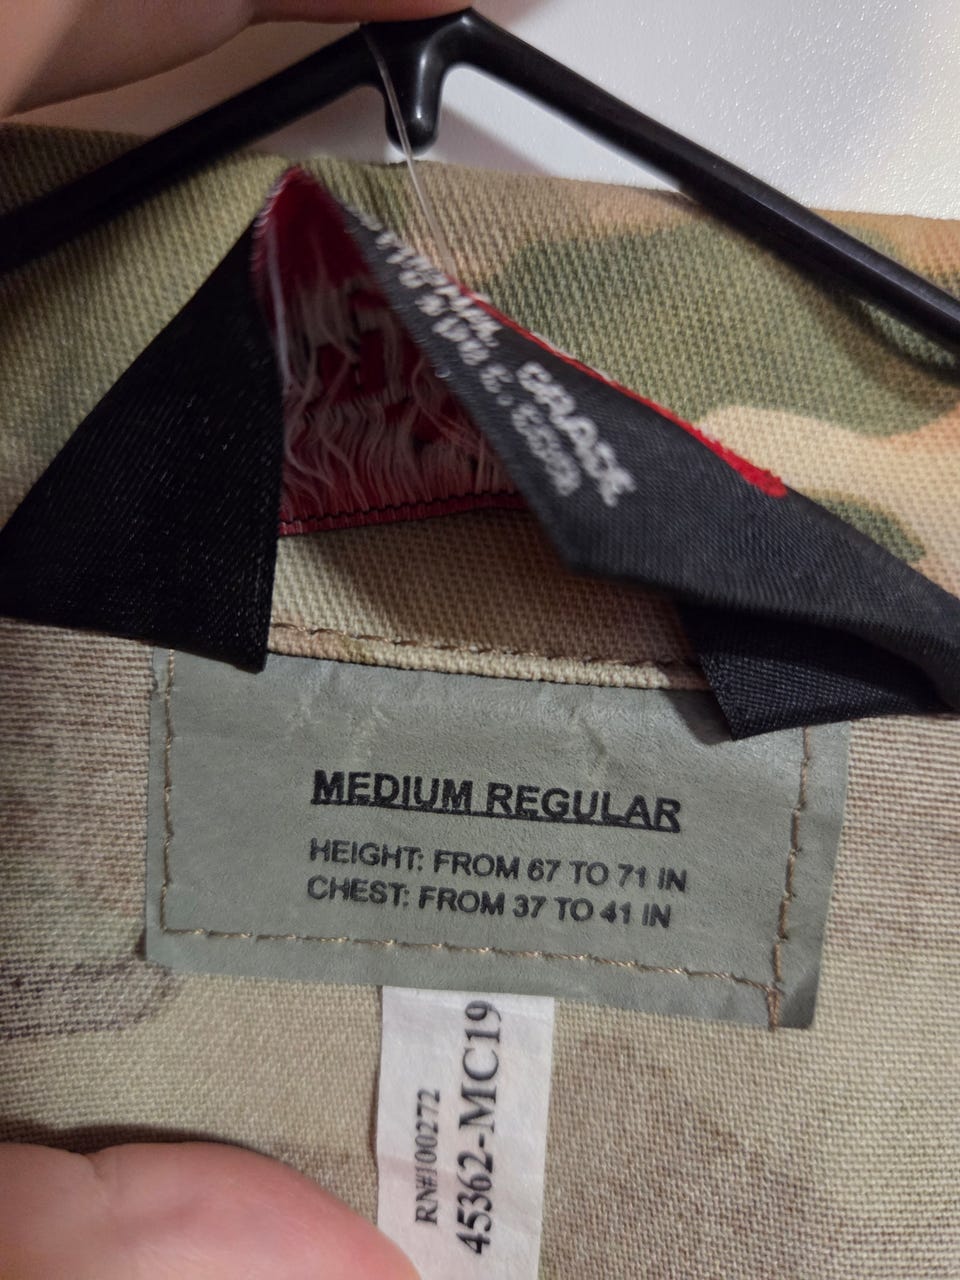 MEDIUM REGULAR
HEIGHT: FROM 67 TO 71 IN
CHEST: FROM 37 TO 41 IN
RN#100272
45362-MC19